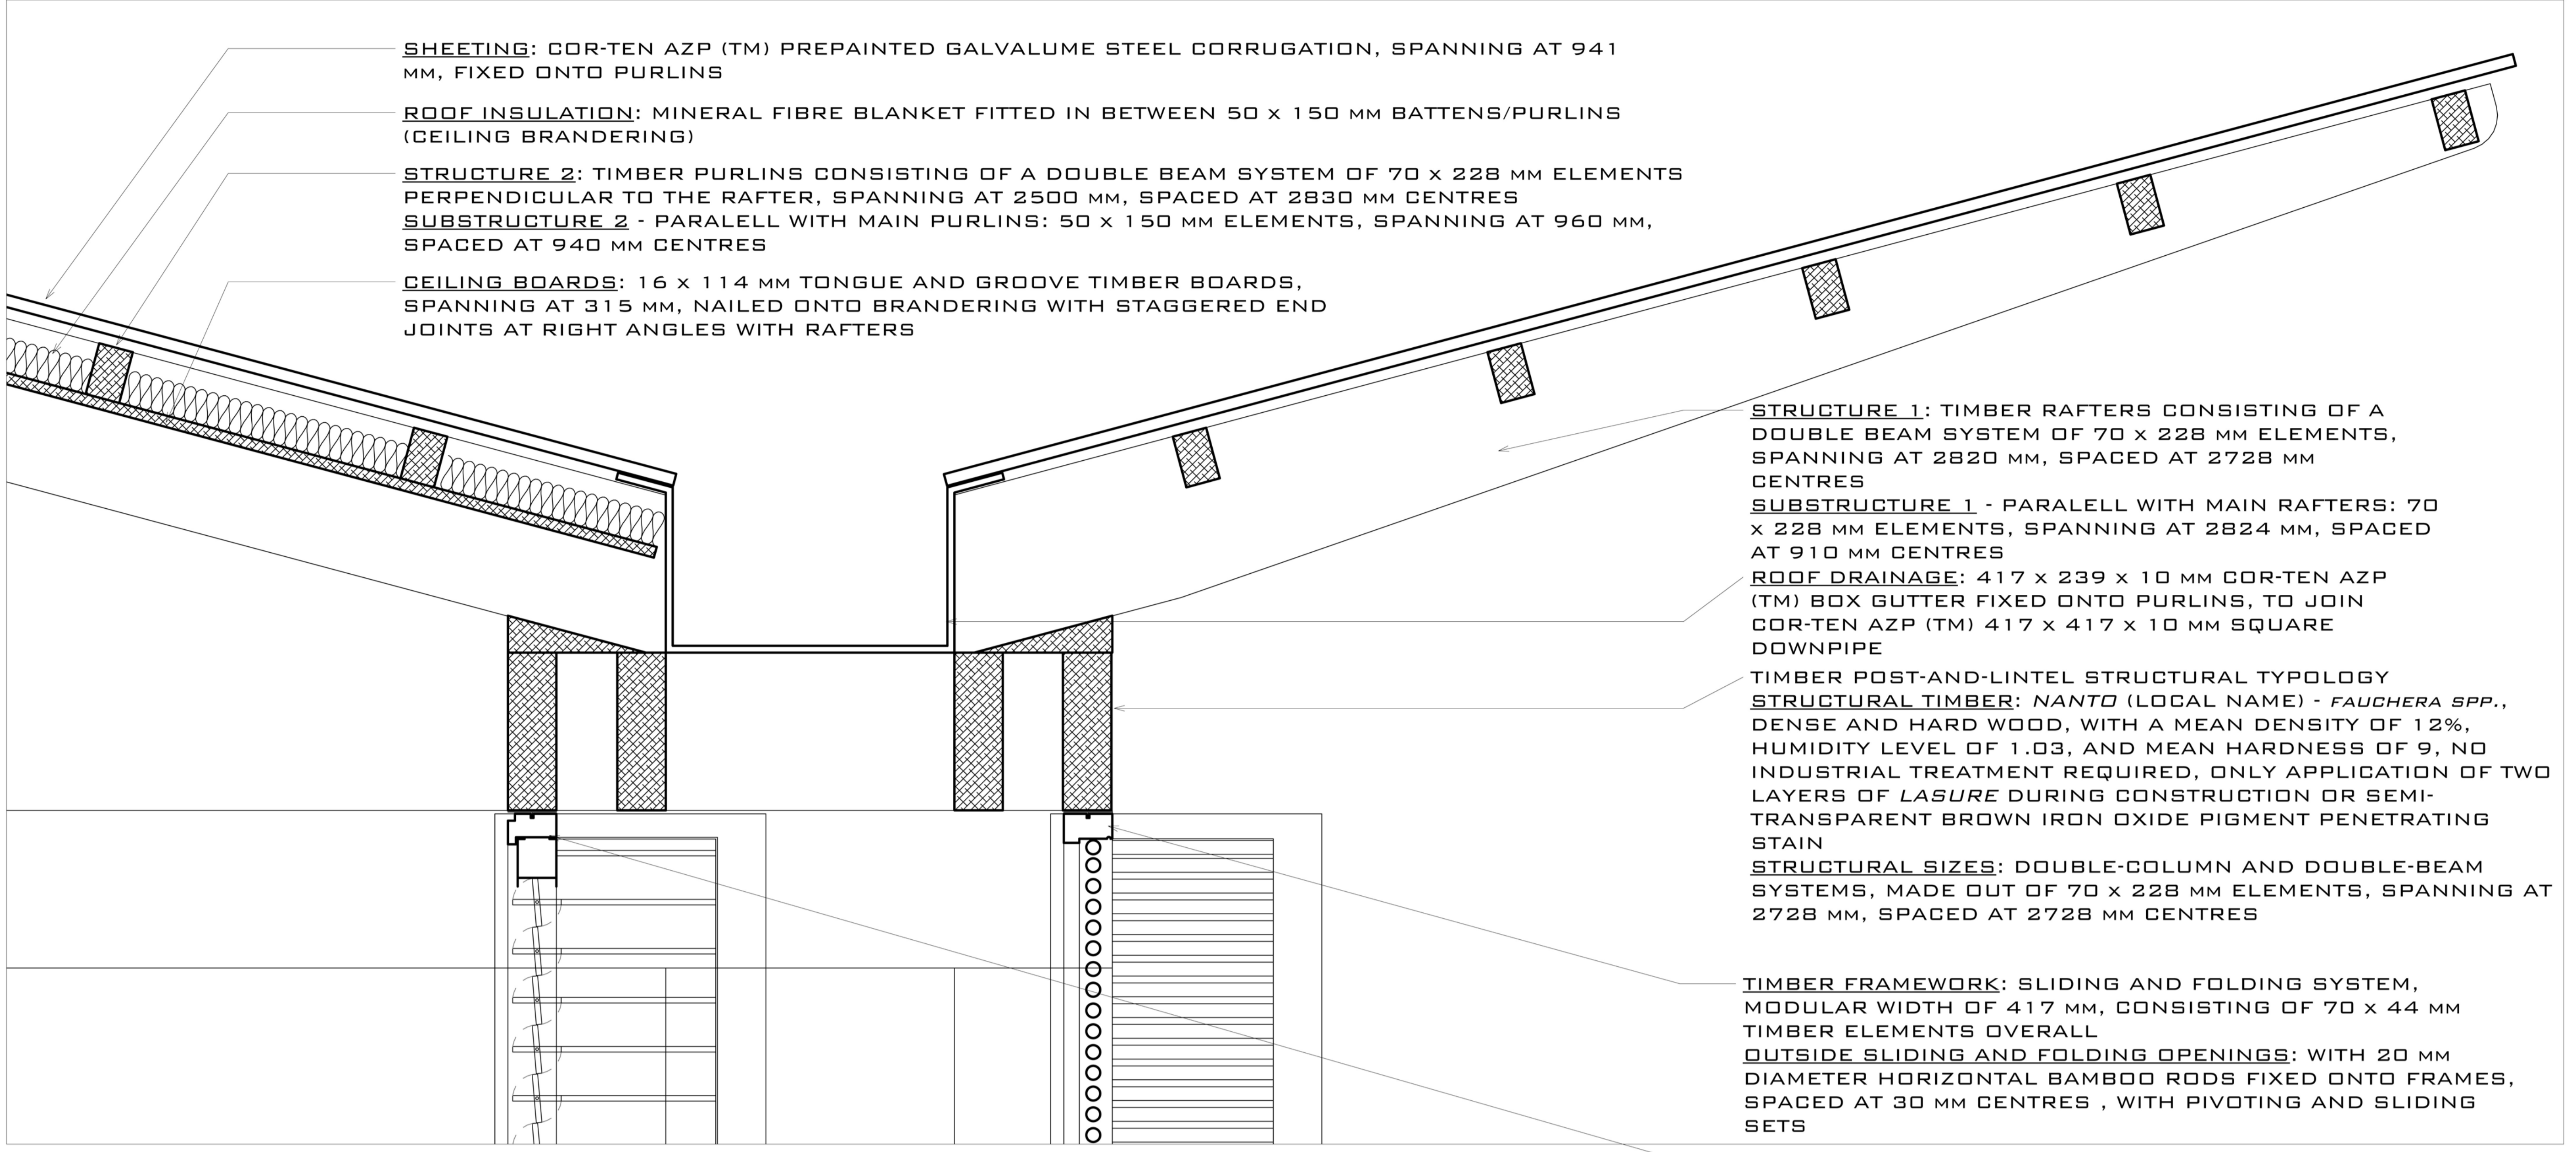 SHEETING: COR-TEN AZP (TM) PREPAINTED GALVALUME STEEL CORRUGATION, SPANNING AT 941
MM, FIXED ONTO PURLINS
ROOF INSULATION: MINERAL FIBRE BLANKET FITTED IN BETWEEN 50 x 150 MM BATTENS/PURLINS
(CEILING BRANDERING)
STRUCTURE 2: TIMBER PURLINS CONSISTING OF A DOUBLE BEAM SYSTEM OF 70 x 228 MM ELEMENTS
PERPENDICULAR TO THE RAFTER, SPANNING AT 2500 MM, SPACED AT 2830 MM CENTRES
SUBSTRUCTURE 2 - PARALELL WITH MAIN PURLINS: 50 x 150 MM ELEMENTS, SPANNING AT 960 MM,
SPACED AT 940 MM CENTRES
CEILING BOARDS: 16 x 114 MM TONGUE AND GROOVE TIMBER BOARDS,
SPANNING AT 315 MM, NAILED ONTO BRANDERING WITH STAGGERED END
JOINTS AT RIGHT ANGLES WITH RAFTERS
STRUCTURE 1: TIMBER RAFTERS CONSISTING OF A
DOUBLE BEAM SYSTEM OF 70 x 228 MM ELEMENTS,
SPANNING AT 2820 MM, SPACED AT 2728 MM
CENTRES
SUBSTRUCTURE 1 - PARALELL WITH MAIN RAFTERS: 70
x 228 MM ELEMENTS, SPANNING AT 2824 MM, SPACED
AT 910 MM CENTRES
ROOF DRAINAGE: 417 x 239 x 10 MM COR-TEN AZP
(TM) BOX GUTTER FIXED ONTO PURLINS, TO JOIN
COR-TEN AZP (TM) 417 x 417 x 10 MM SQUARE
DOWNPIPE
TIMBER POST-AND-LINTEL STRUCTURAL TYPOLOGY
STRUCTURAL TIMBER: NANTO (LOCAL NAME) - FAUCHERA SPP.,
DENSE AND HARD WOOD, WITH A MEAN DENSITY OF 12%,
HUMIDITY LEVEL OF 1.03, AND MEAN HARDNESS OF 9, NO
INDUSTRIAL TREATMENT REQUIRED, ONLY APPLICATION OF TWO
LAYERS OF LASURE DURING CONSTRUCTION OR SEMI-
TRANSPARENT BROWN IRON OXIDE PIGMENT PENETRATING
STAIN
STRUCTURAL SIZES: DOUBLE-COLUMN AND DOUBLE-BEAM
SYSTEMS, MADE OUT OF 70 x 228 MM ELEMENTS, SPANNING AT
2728 MM, SPACED AT 2728 MM CENTRES
TIMBER FRAMEWORK: SLIDING AND FOLDING SYSTEM,
MODULAR WIDTH OF 417 MM, CONSISTING OF 70 x 44 MM
TIMBER ELEMENTS OVERALL
OUTSIDE SLIDING AND FOLDING OPENINGS: WITH 20 MM
DIAMETER HORIZONTAL BAMBOO RODS FIXED ONTO FRAMES,
SPACED AT 30 MM CENTRES , WITH PIVOTING AND SLIDING
SETS